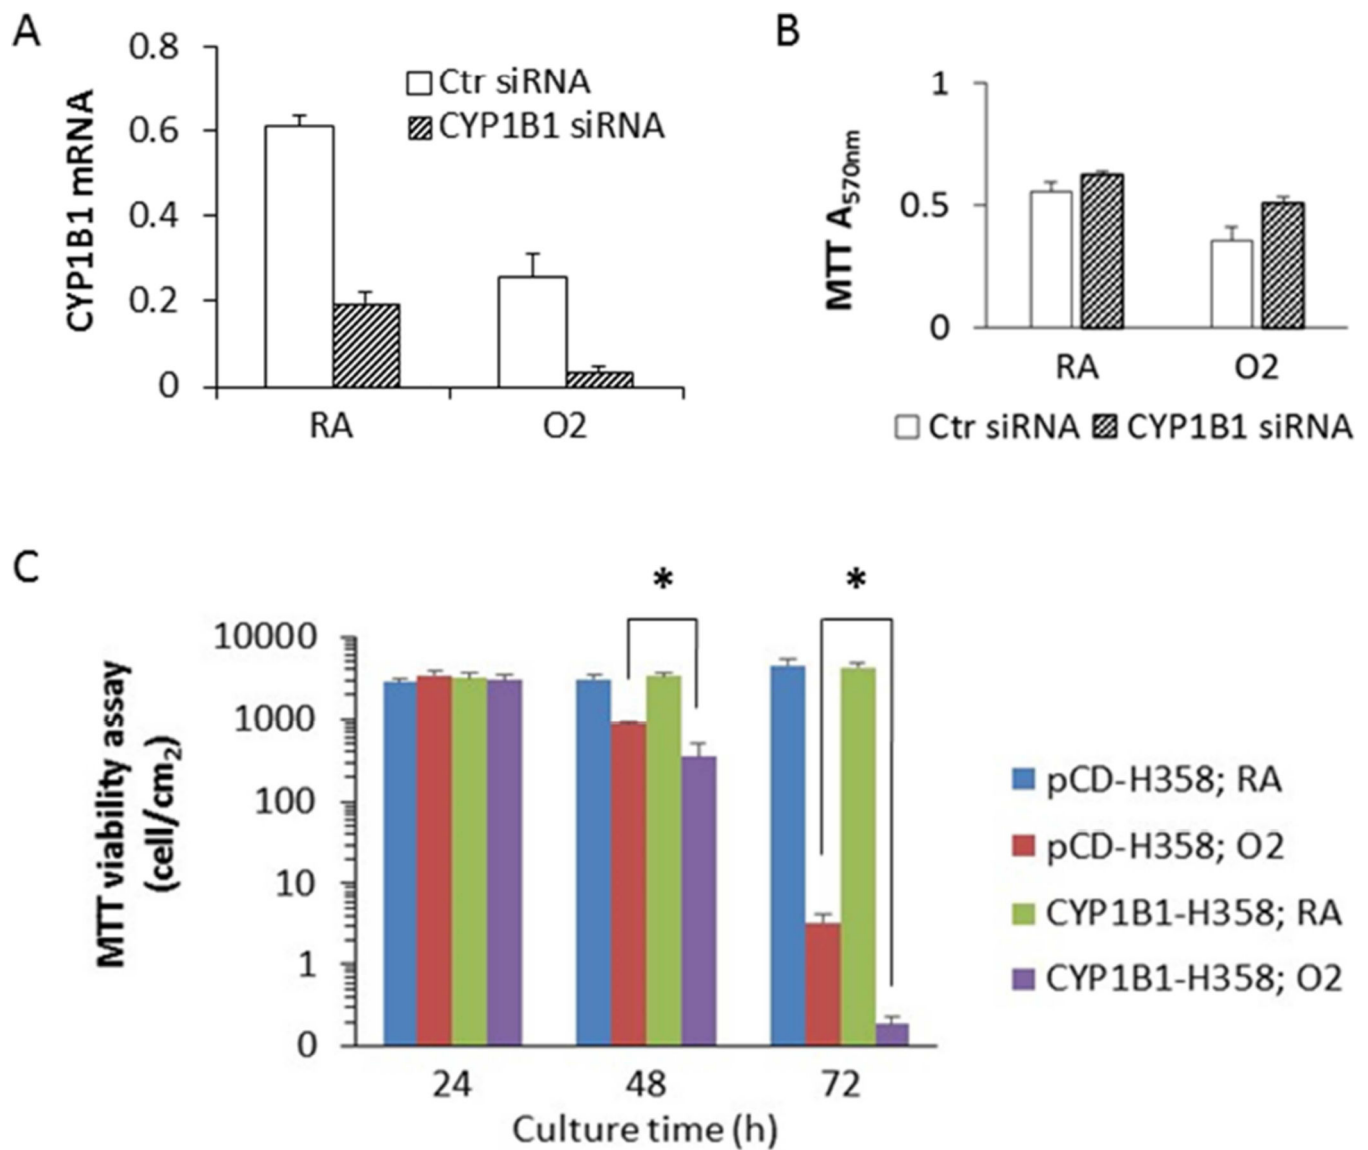 A
0.8
0.6
0.4
0.2
0
CYP1B1 mRNA
Ctr siRNA
CYP1B1 siRNA
RA O2
B
1
0.5
0
MTT A570nm
RA O2
Ctr siRNA CYP1B1 siRNA
C
* *
10000
1000
100
10
1
0
MTT viability assay
(cell/cm2)
24 48 72
Culture time (h)
pCD-H358; RA
pCD-H358; O2
CYP1B1-H358; RA
CYP1B1-H358; O2